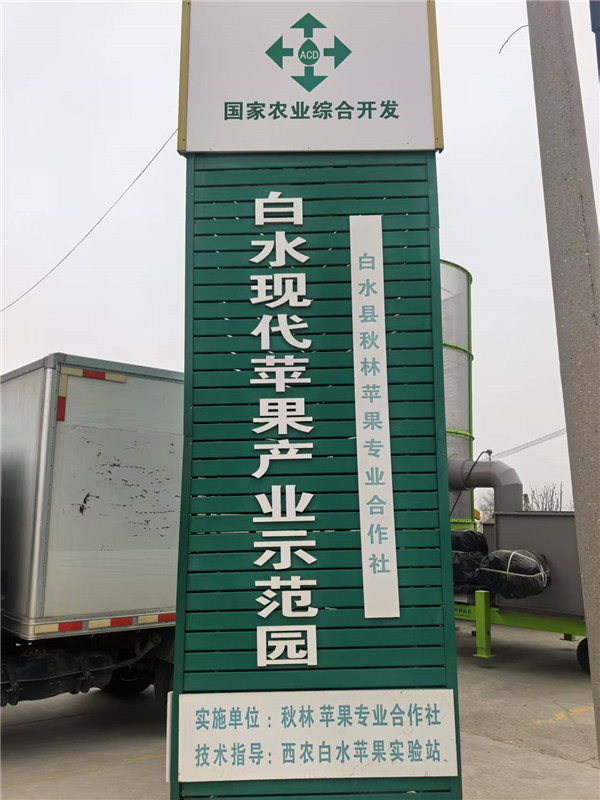 ACD
国家农业综合开发
白水现代苹果产业示范园
白水县秋林苹果专业合作社
实施单位：秋林 苹果专业合作社
技术指导：西农白水苹果实验站